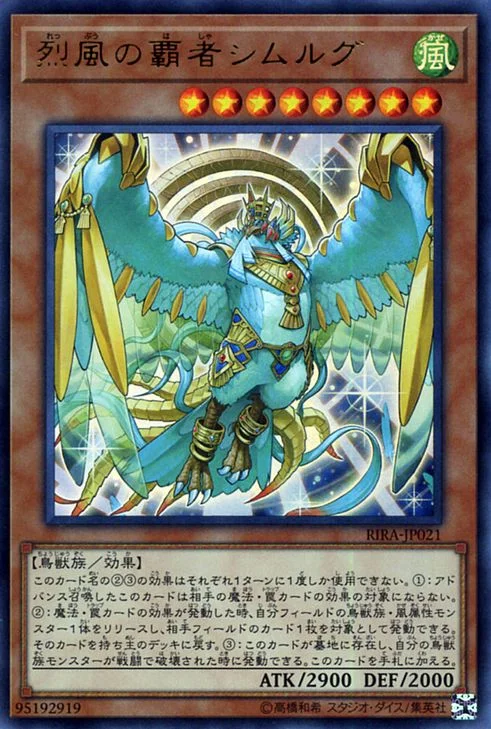 烈風の覇者シムルグ
風
RIRA-JP021
【鳥獣族/効果】
このカード名の②③の効果はそれぞれ1ターンに1度しか使用できない。①:アド
バンス召喚したこのカードは相手の魔法・罠カードの効果の対象にならない。
②:魔法・罠カードの効果が発動した時、自分フィールドの鳥獣族・風属性モン
スター1体をリリースし、相手フィールドのカード1枚を対象として発動できる。
そのカードを持ち主のデッキに戻す。③:このカードが墓地に存在し、自分の鳥獣
族モンスターが戦闘で破壊された時に発動できる。このカードを手札に加える。
ATK/2900 DEF/2000
95192919
©高橋和希 スタジオ・ダイス/集英社